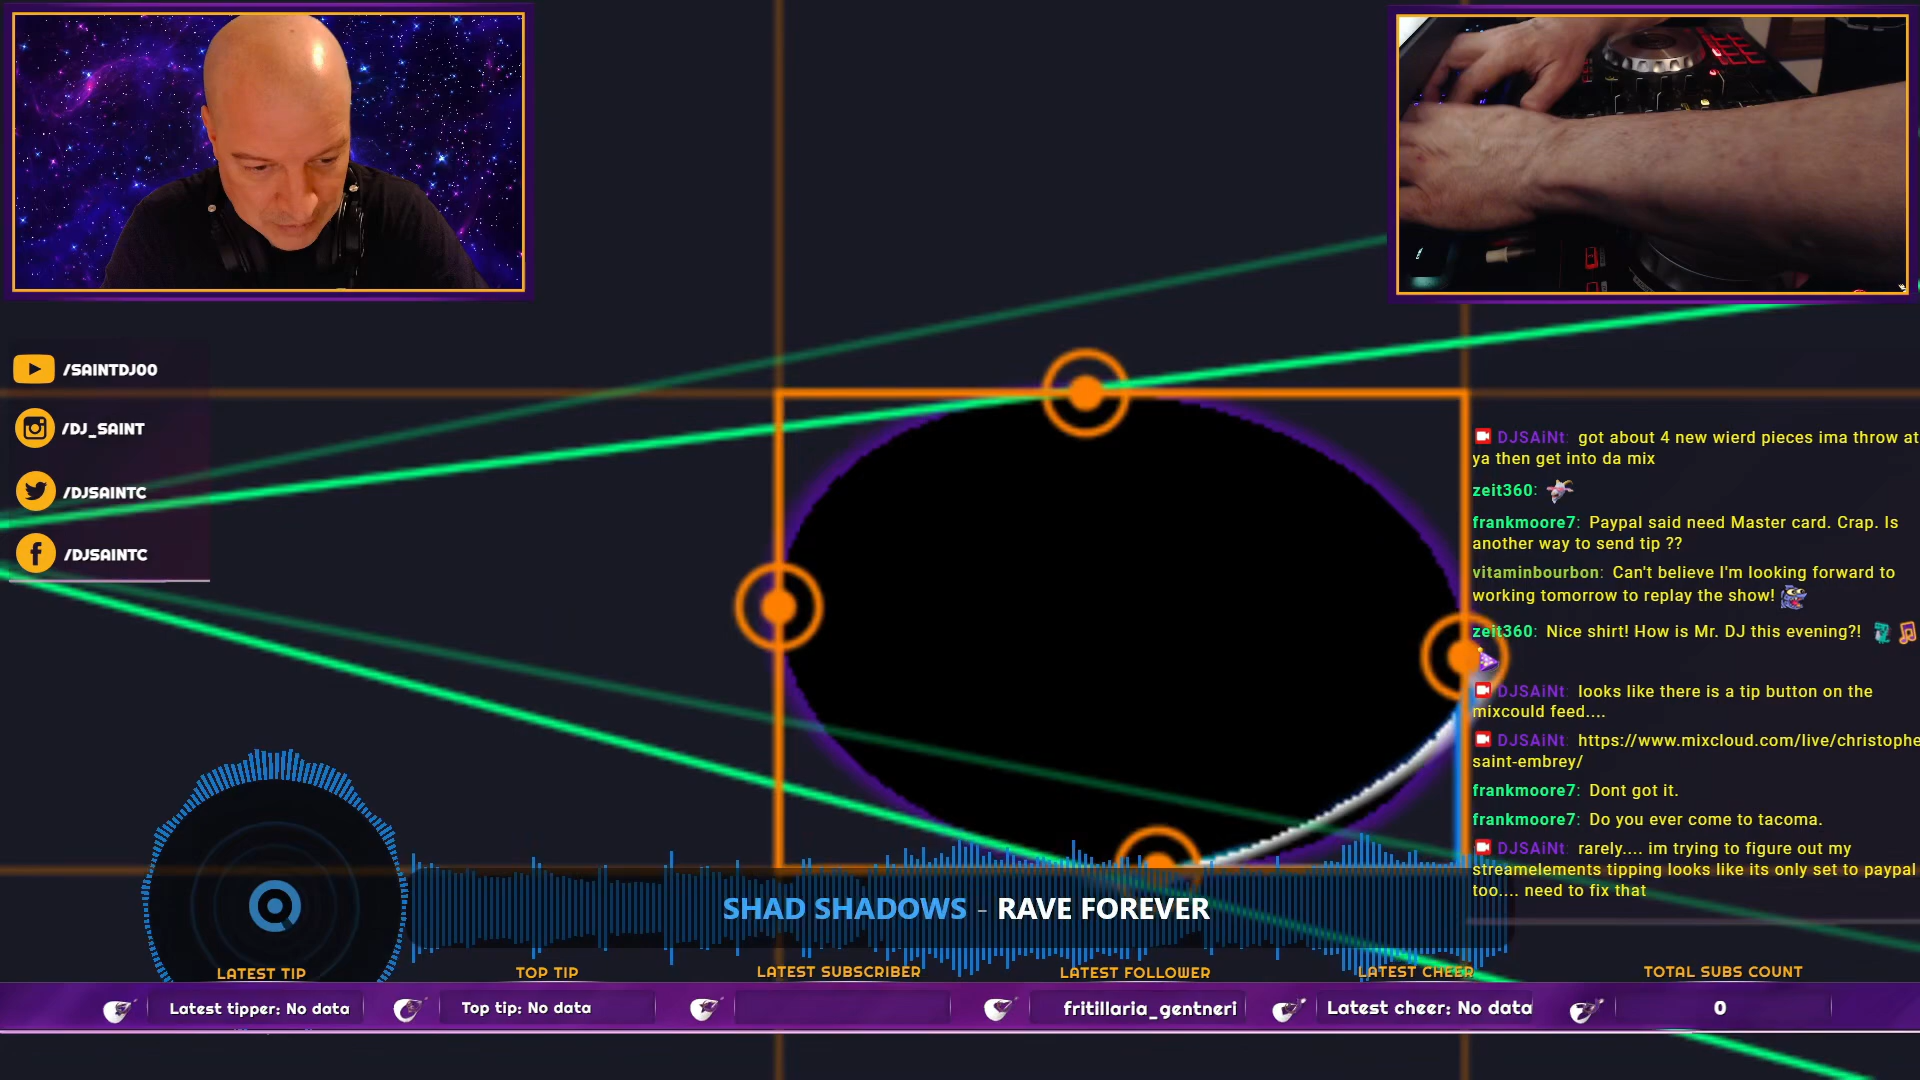 /SAINTDJ00
/DJ_SAINT
/DJSAINTC
/DJSAINTC
DJSAiNt: got about 4 new wierd pieces ima throw at
ya then get into da mix
zeit360:
frankmoore7: Paypal said need Master card. Crap. Is
another way to send tip ??
vitaminbourbon: Can't believe I'm looking forward to
working tomorrow to replay the show!
zeit360: Nice shirt! How is Mr. DJ this evening?!
DJSAiNt: looks like there is a tip button on the
mixcould feed....
DJSAiNt: https://www.mixcloud.com/live/christophe
saint-embrey/
frankmoore7: Dont got it.
frankmoore7: Do you ever come to tacoma.
DJSAiNt: rarely.... im trying to figure out my
streamelements tipping looks like its only set to paypal
too.... need to fix that
SHAD SHADOWS - RAVE FOREVER
LATEST TIP
TOP TIP
LATEST SUBSCRIBER
LATEST FOLLOWER
LATEST CHEER
TOTAL SUBS COUNT
Latest tipper: No data
Top tip: No data
fritillaria_gentneri
Latest cheer: No data
0